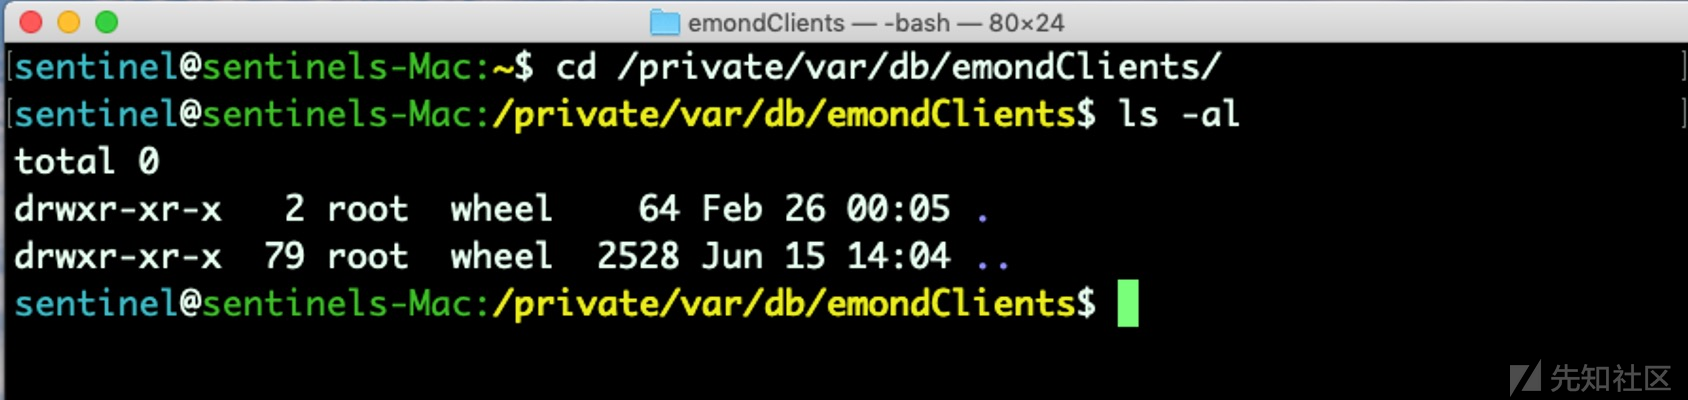 emondClients — -bash — 80×24
[sentinel@sentinels-Mac:~$ cd /private/var/db/emondClients/ ]
[sentinel@sentinels-Mac:/private/var/db/emondClients$ ls -al ]
total 0
drwxr-xr-x   2 root  wheel    64 Feb 26 00:05 .
drwxr-xr-x  79 root  wheel  2528 Jun 15 14:04 ..
sentinel@sentinels-Mac:/private/var/db/emondClients$
先知社区